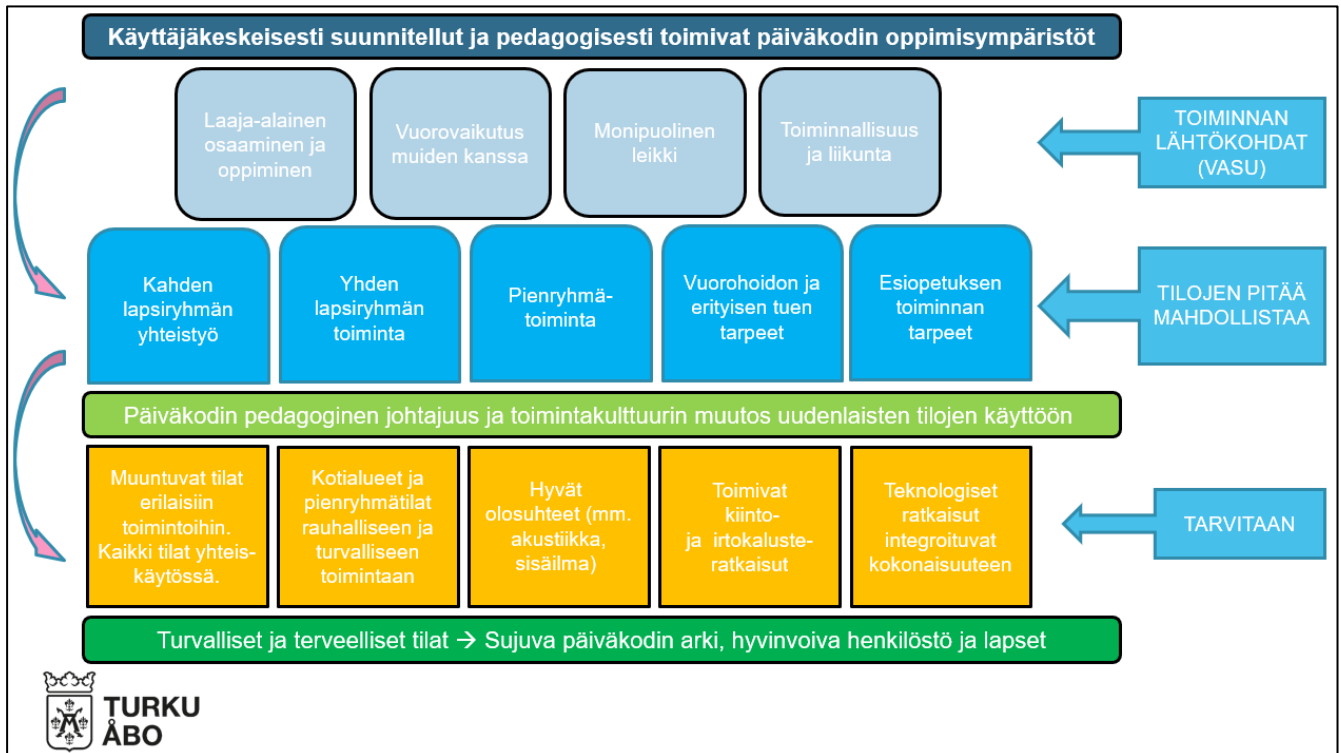 Käyttäjäkeskeisesti suunnitellut ja pedagogisesti toimivat päiväkodin oppimisympäristöt
Laaja-alainen
osaaminen ja
oppiminen
Vuorovaikutus
muiden kanssa
Monipuolinen
leikki
Toiminnallisuus
ja liikunta
TOIMINNAN
LÄHTÖKOHDAT
(VASU)
Kahden
lapsiryhmän
yhteistyö
Yhden
lapsiryhmän
toiminta
Pienryhmä-
toiminta
Vuorohoidon ja
erityisen tuen
tarpeet
Esiopetuksen
toiminnan
tarpeet
TILOJEN PITÄÄ
MAHDOLLISTAA
Päiväkodin pedagoginen johtajuus ja toimintakulttuurin muutos uudenlaisten tilojen käyttöön
Muuntuvat tilat
erilaisiin
toimintoihin.
Kaikki tilat yhteis-
käytössä.
Kotialueet ja
pienryhmätilat
rauhalliseen ja
turvalliseen
toimintaan
Hyvät
olosuhteet (mm.
akustiikka,
sisäilma)
Toimivat
kiinto-
ja irtokaluste-
ratkaisut
Teknologiset
ratkaisut
integroituvat
kokonaisuuteen
TARVITAAN
Turvalliset ja terveelliset tilat → Sujuva päiväkodin arki, hyvinvoiva henkilöstö ja lapset
TURKU
ÅBO